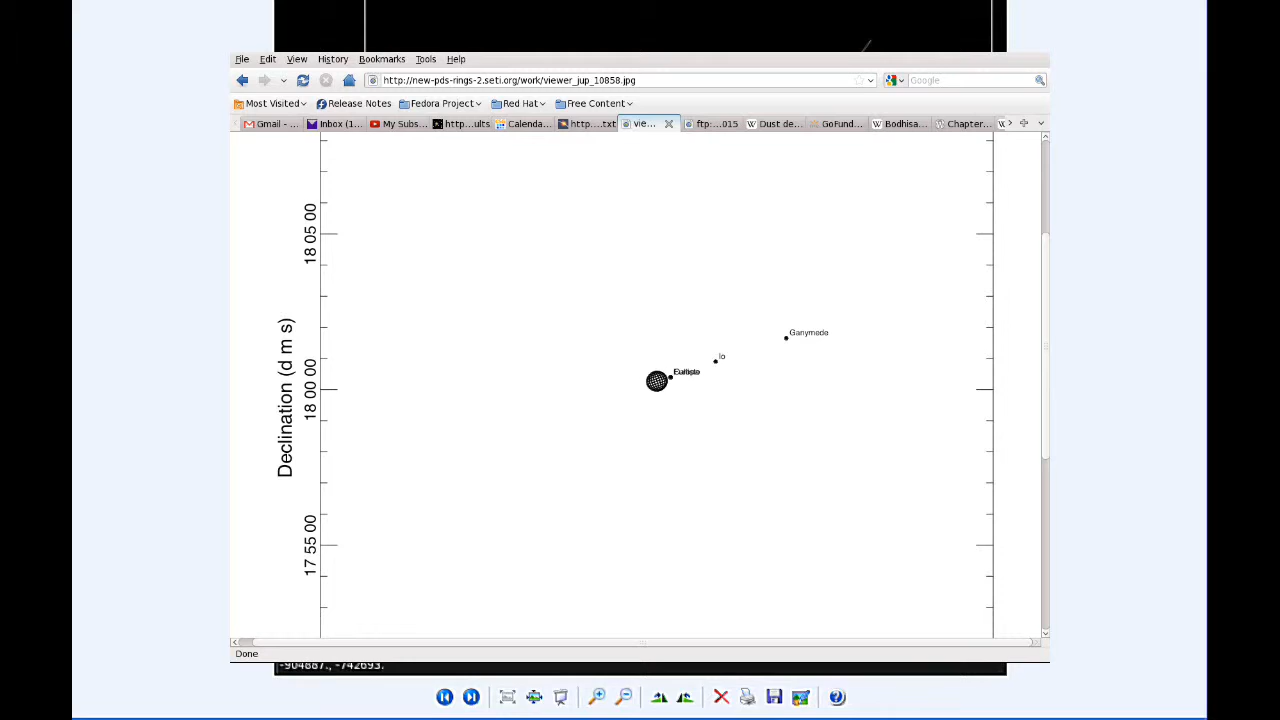 File Edit View History Bookmarks Tools Help
http://new-pds-rings-2.seti.org/work/viewer_jup_10858.jpg Google
Most Visited Release Notes Fedora Project Red Hat Free Content
Gmail - ... Inbox (1... My Subs... http...ults Calenda... http....txt vie... ftp:...015 Dust de... GoFund... Bodhisa... Chapter...
18 05 00
Ganymede
Io
18 00 00
Declination (d m s)
17 55 00
Done
-904887., -742693.